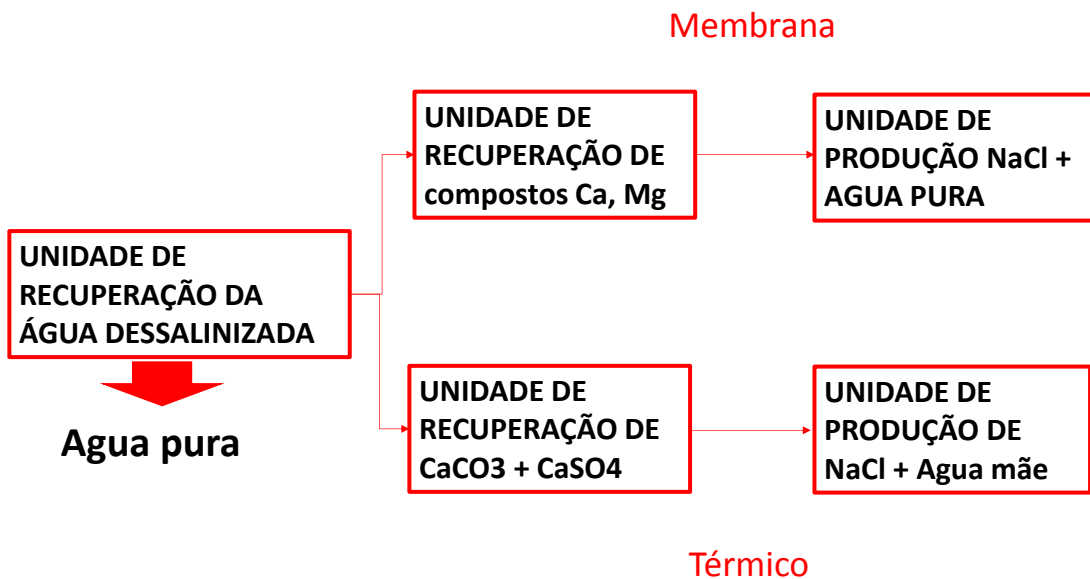 Membrana
UNIDADE DE
RECUPERAÇÃO DE
compostos Ca, Mg
UNIDADE DE
PRODUÇÃO NaCl +
AGUA PURA
UNIDADE DE
RECUPERAÇÃO DA
ÁGUA DESSALINIZADA
Agua pura
UNIDADE DE
RECUPERAÇÃO DE
CaCO3 + CaSO4
UNIDADE DE
PRODUÇÃO DE
NaCl + Agua mãe
Térmico